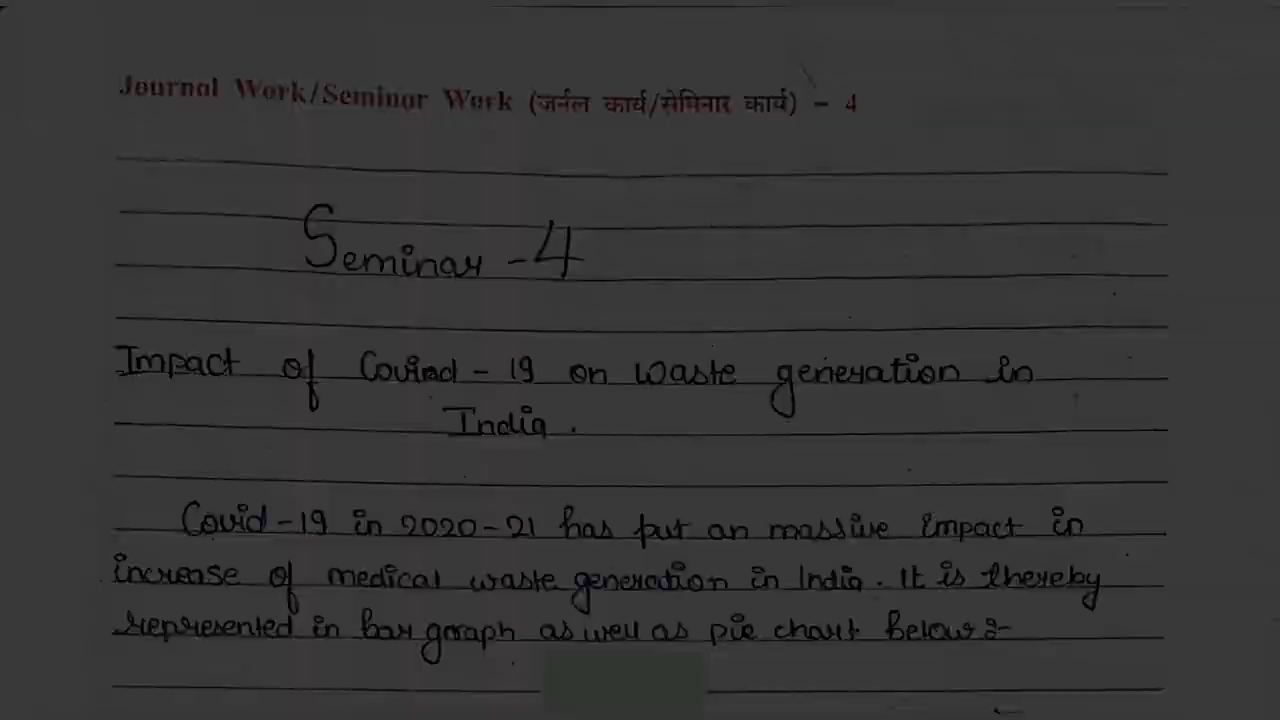 Journal Work/Seminar Work (जर्नल कार्य/सेमिनार कार्य) - 4
Seminar - 4
Impact of Covind - 19 on waste generation in
India.
Covid-19 in 2020-21 has put an massive impact in
increase of medical waste generation in India. It is thereby
represented in bar goraph as well as pie chart below:-